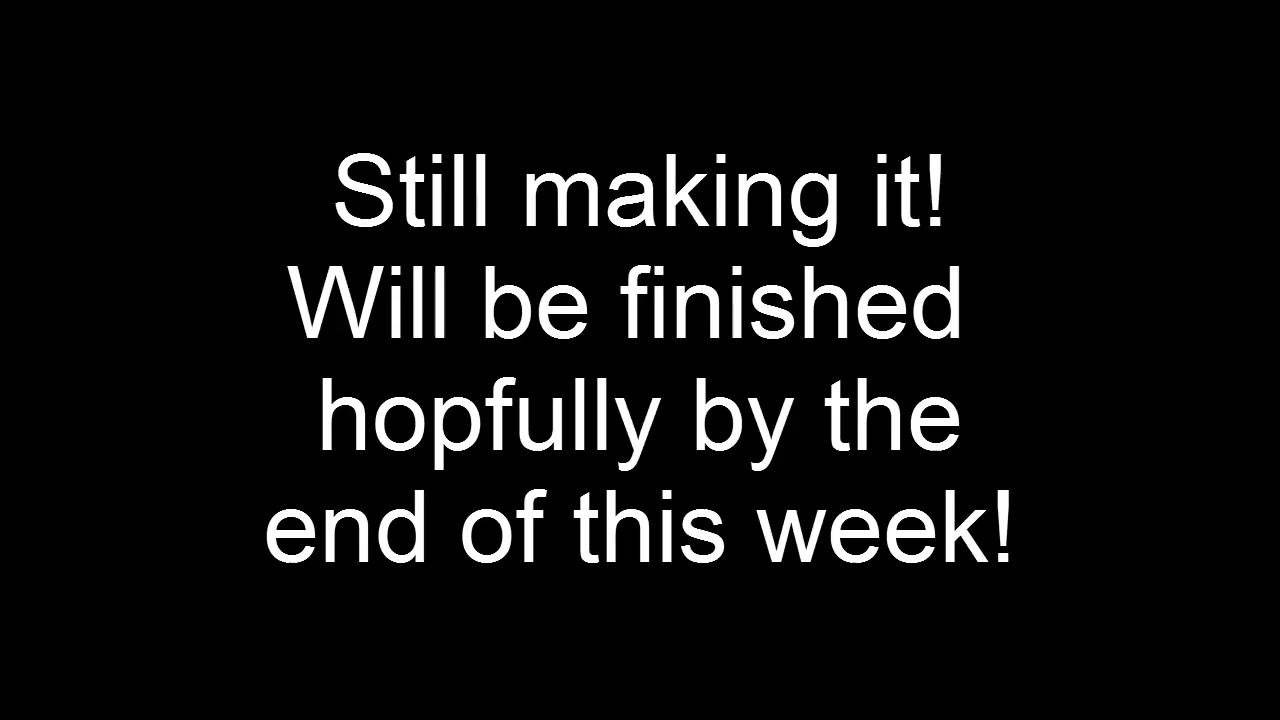 Still making it!
Will be finished
hopfully by the
end of this week!